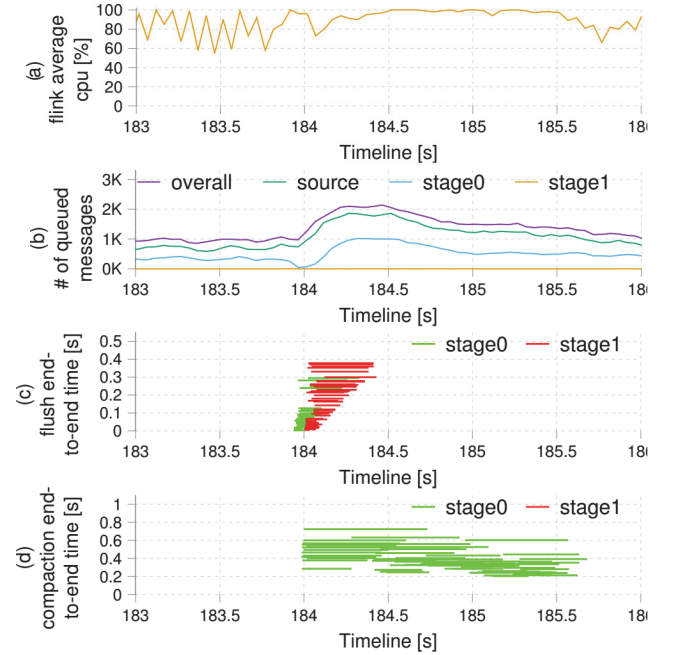 (a)
flink average
cpu [%]
100
80
60
40
20
0
183 183.5 184 184.5 185 185.5 18
Timeline [s]
(b)
# of queued
messages
3K
2K
1K
0K
overall source stage0 stage1
183 183.5 184 184.5 185 185.5 18
Timeline [s]
(c)
flush end-
to-end time [s]
0.5
0.4
0.3
0.2
0.1
0
stage0 stage1
183 183.5 184 184.5 185 185.5 18
Timeline [s]
(d)
compaction end-
to-end time [s]
1
0.8
0.6
0.4
0.2
0
stage0 stage1
183 183.5 184 184.5 185 185.5 18
Timeline [s]